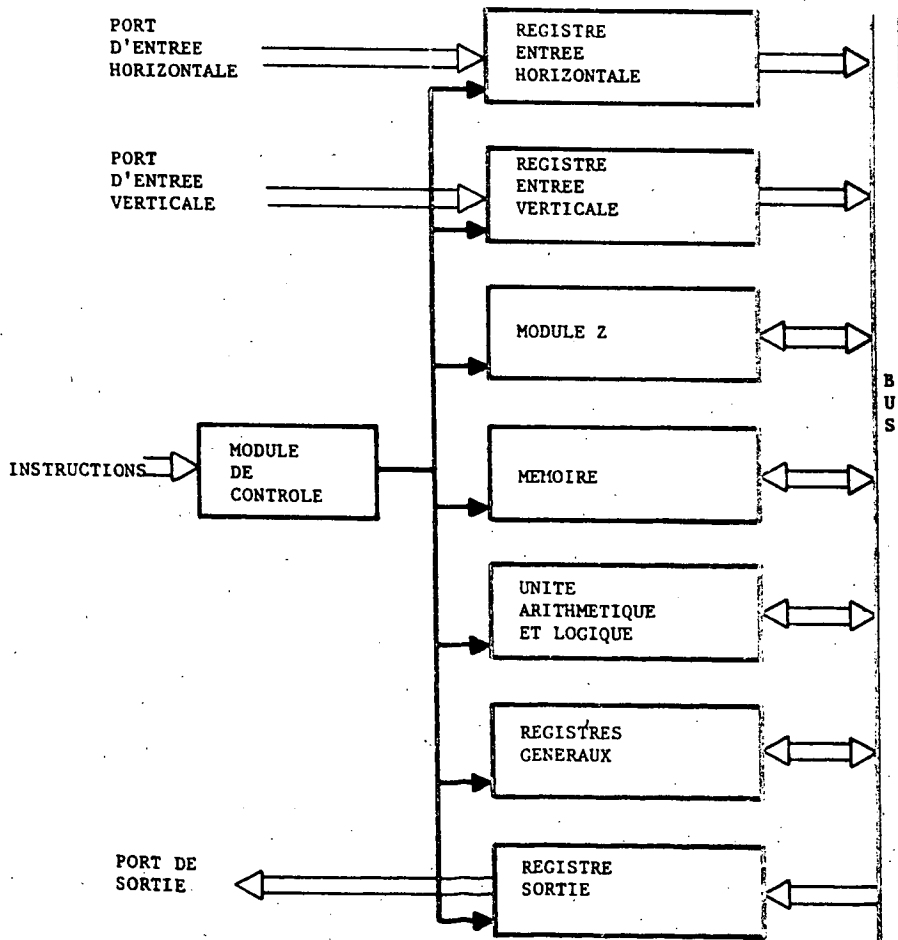 PORT
D'ENTREE
HORIZONTALE
REGISTRE
ENTREE
HORIZONTALE
PORT
D'ENTREE
VERTICALE
REGISTRE
ENTREE
VERTICALE
MODULE Z
B
U
S
INSTRUCTIONS
MODULE
DE
CONTROLE
MEMOIRE
UNITE
ARITHMETIQUE
ET LOGIQUE
REGISTRES
GENERAUX
PORT DE
SORTIE
REGISTRE
SORTIE